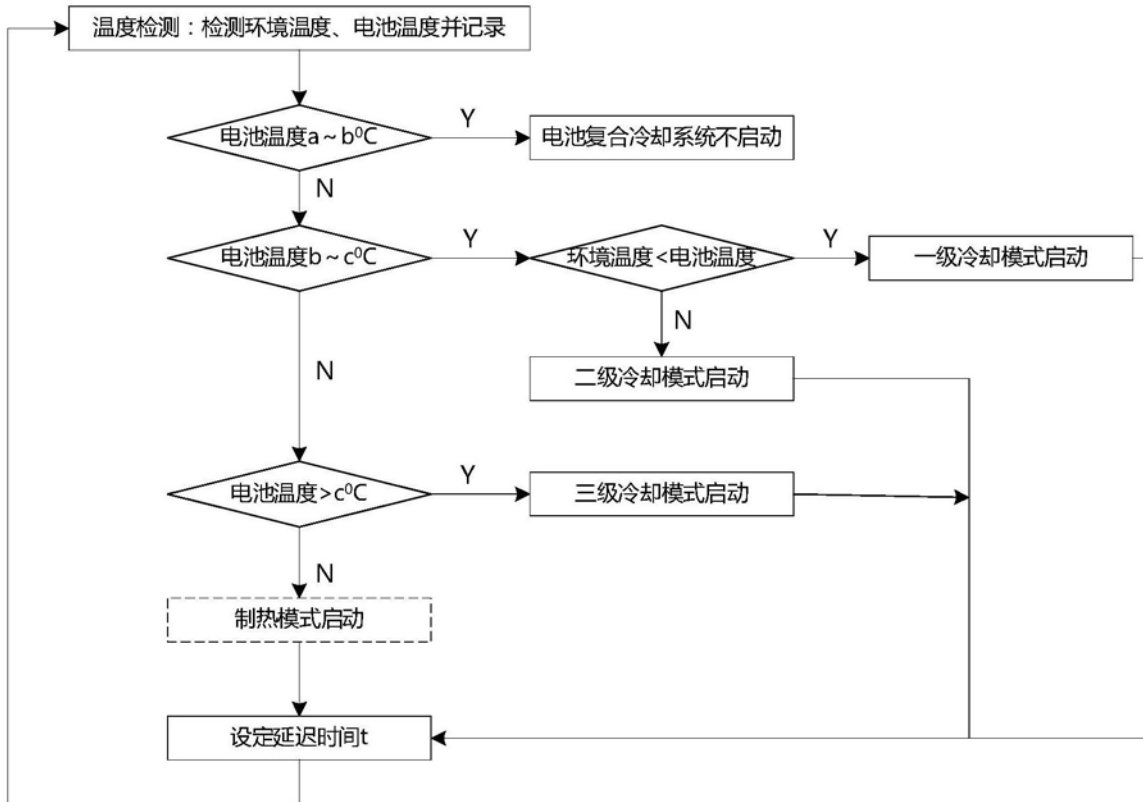 温度检测：检测环境温度、电池温度并记录
电池温度a～b⁰C
Y
电池复合冷却系统不启动
N
电池温度b～c⁰C
Y
环境温度<电池温度
Y
一级冷却模式启动
N
N
二级冷却模式启动
电池温度>c⁰C
Y
三级冷却模式启动
N
制热模式启动
设定延迟时间t